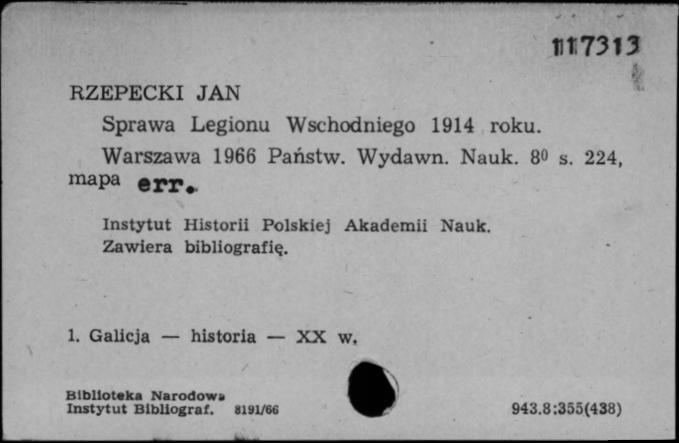 117313
RZEPECKI JAN
Sprawa Legionu Wschodniego 1914 roku.
Warszawa 1966 Państw. Wydawn. Nauk. 8⁰ s. 224,
mapa err.
Instytut Historii Polskiej Akademii Nauk.
Zawiera bibliografię.
1. Galicja — historia — XX w.
Biblioteka Narodowa
Instytut Bibliograf. 8191/66
943.8:355(438)